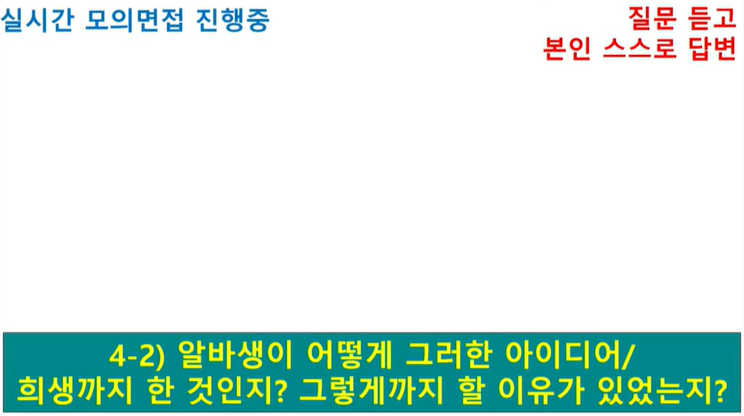 실시간 모의면접 진행중
질문 듣고
본인 스스로 답변
4-2) 알바생이 어떻게 그러한 아이디어/
희생까지 한 것인지? 그렇게까지 할 이유가 있었는지?